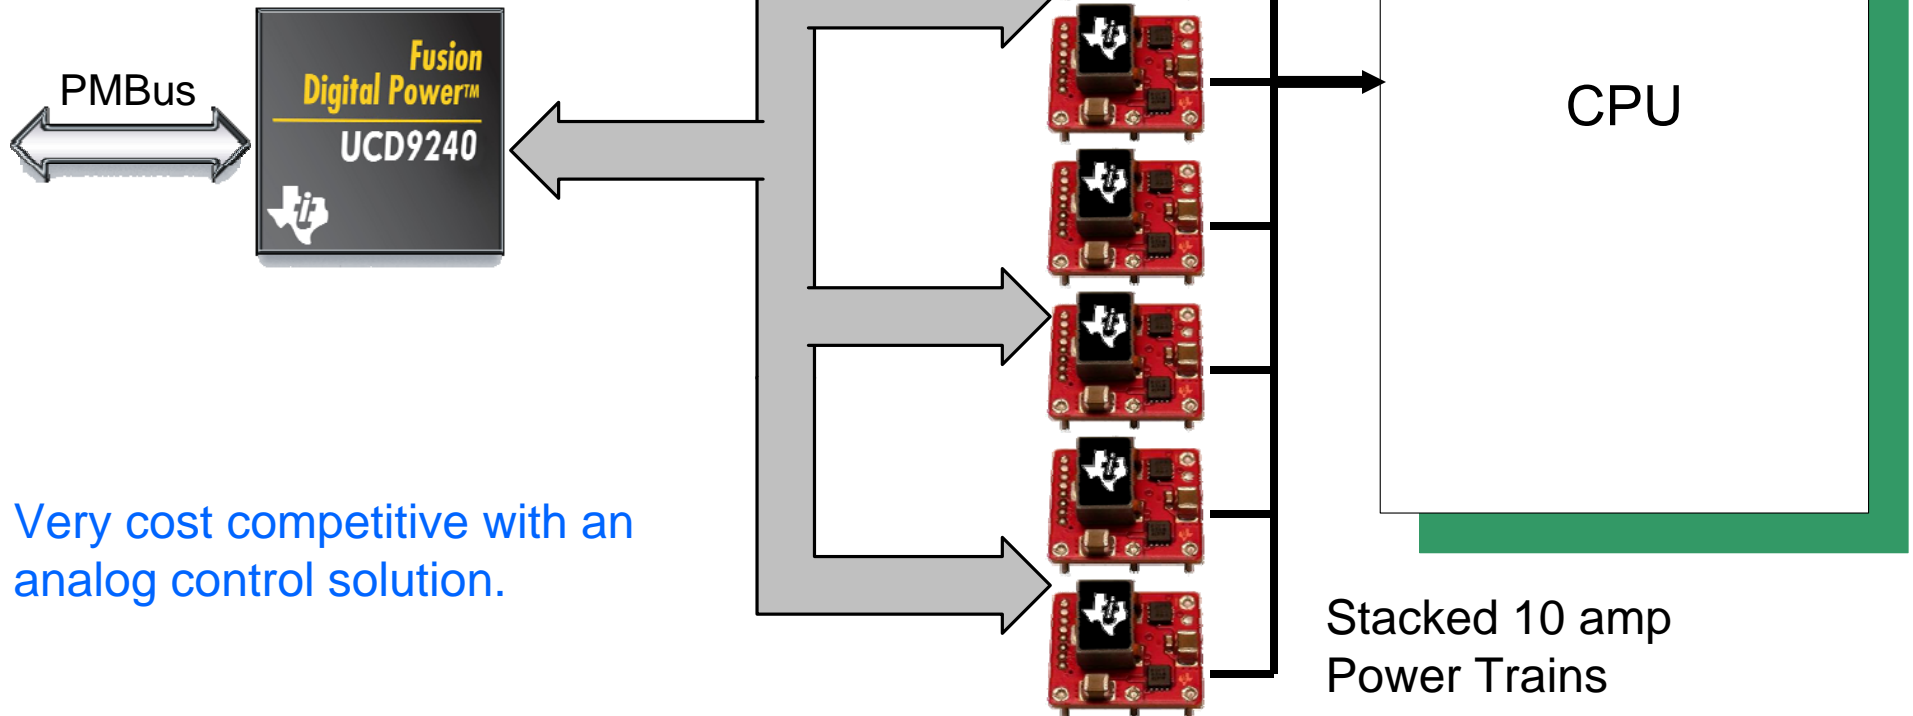 PMBus
Fusion
Digital Power™
UCD9240
CPU
Very cost competitive with an
analog control solution.
Stacked 10 amp
Power Trains